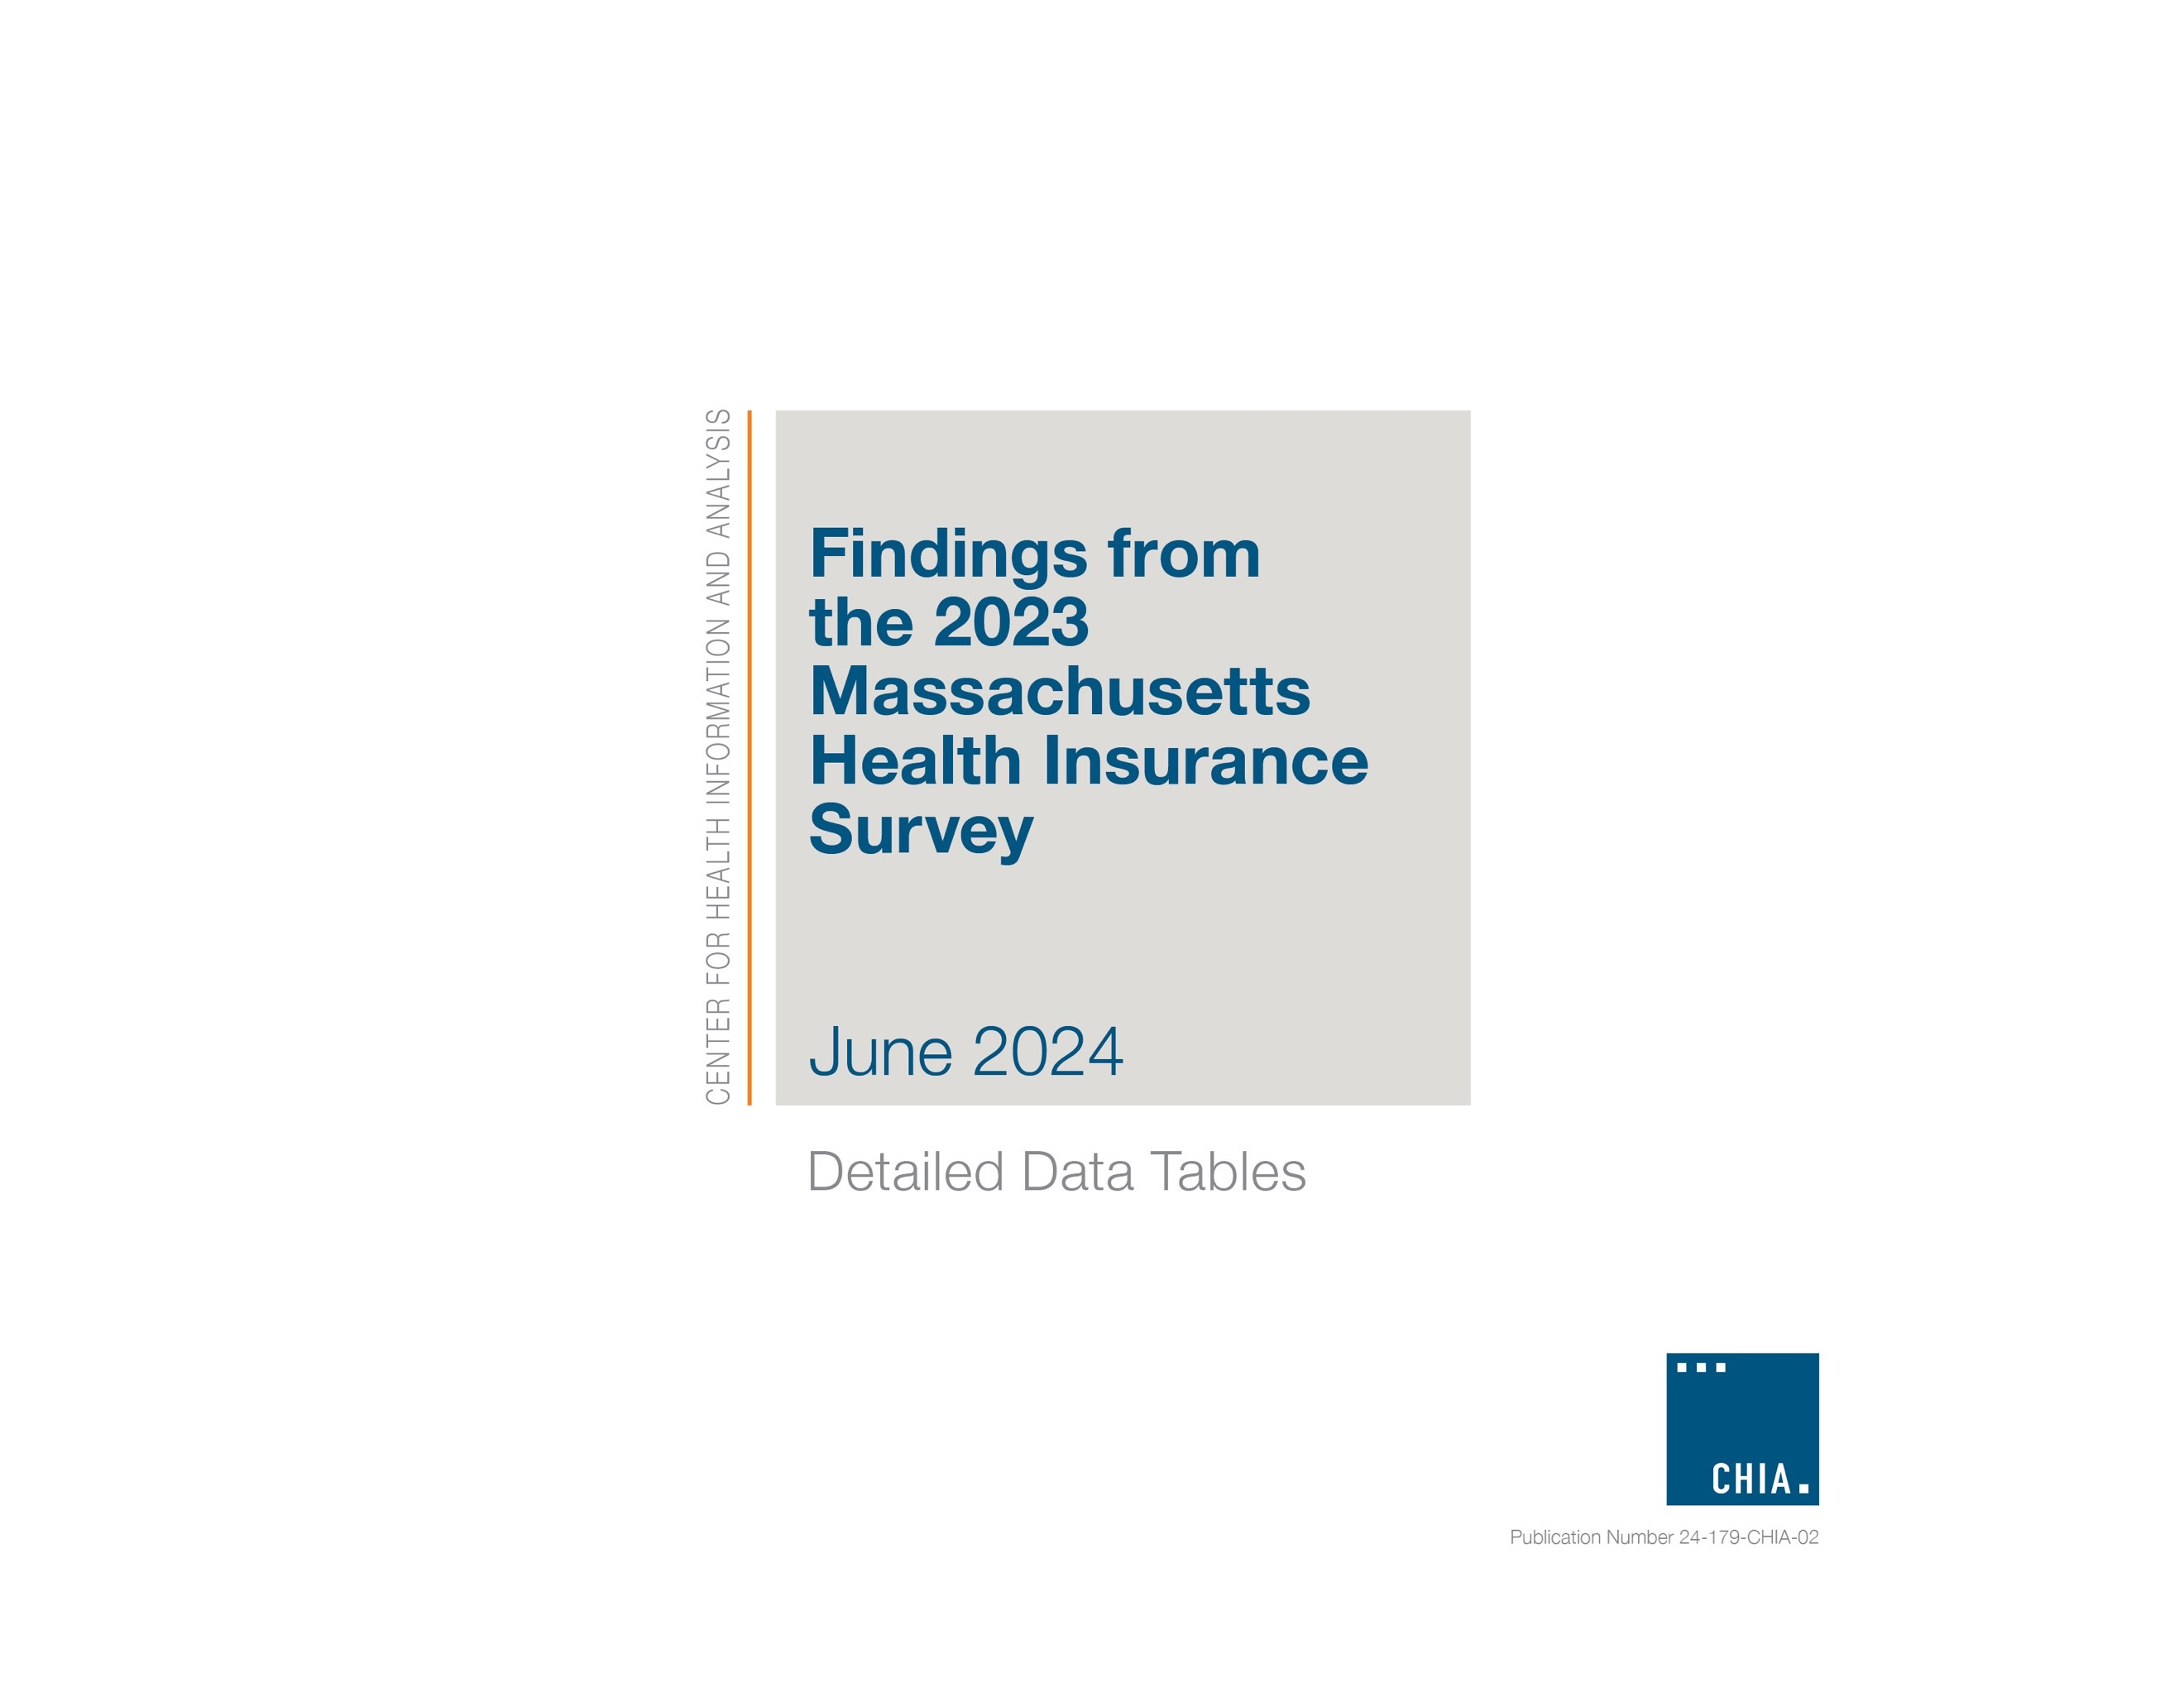 CENTER FOR HEALTH INFORMATION AND ANALYSIS
Findings from
the 2023
Massachusetts
Health Insurance
Survey
June 2024
Detailed Data Tables
CHIA.
Publication Number 24-179-CHIA-02